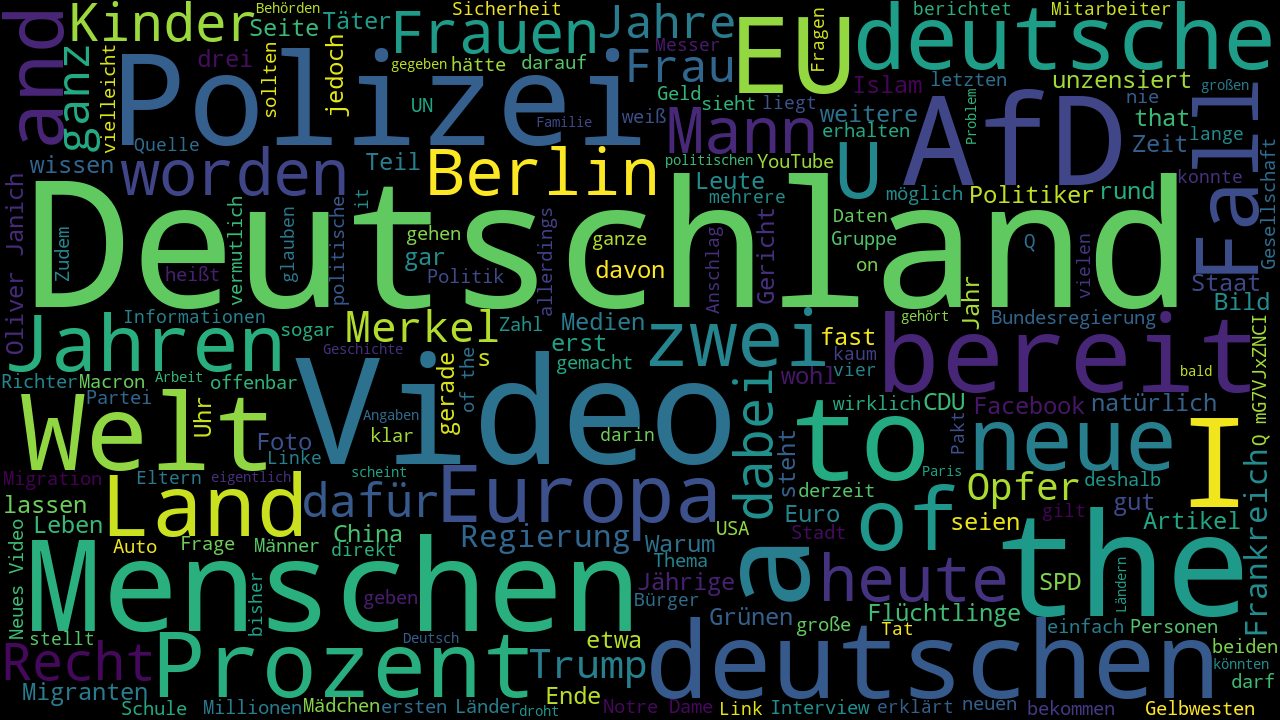 and
Kinder
Behörden
Seite
Täter
Sicherheit
Frauen
Jahre
EU
Fragen
deutsche
berichtet
Mitarbeiter
ganz
vielleicht
Polizei
drei
sollten
jedoch
gegeben
hätte
darauf
Messer
Frau
Islam
letzten
unzensiert
großen
UN
Familie
weiß
Geld
sieht
liegt
weitere
AfD
nie
Problem
that
lange
Fall
Quelle
Mann
erhalten
Zeit
wissen
worden
Teil
Berlin
politischen
YouTube
U
konnte
Gesellschaft
Leute
mehrere
möglich
Politiker
rund
Oliver Janich
Deutschland
Zudem
vermutlich
glauben
politische
it
gehen
gar
Politik
allerdings
ganze
davon
Anschlag
Gericht
Daten
Gruppe
on
Q
vielen
heißt
Staat
Jahr
Bild
Informationen
Jahren
sogar
Merkel
Zahl
Medien
zwei
gehört
Bundesregierung
fast
bereit
Geschichte
s
erst
gemacht
kaum
vier
wohl
bald
Richter
Macron
Arbeit
offenbar
Partei
Video
gerade
of the
dabei
wirklich
CDU
Facebook
natürlich
Q mG7VJxZNCI
Welt
Uhr
Foto
Linke
Angaben
klar
darin
to
Pakt
neue
I
Migration
Eltern
eigentlich
scheint
steht
derzeit
Paris
deshalb
lassen
Land
dafür
Europa
Euro
Opfer
gilt
gut
Leben
China
direkt
Regierung
USA
Stadt
of
seien
Artikel
Frankreich
Neues Video
Auto
Frage
Männer
Warum
Thema
a
the
Menschen
bisher
geben
Jährige
Bürger
heute
SPD
Ländern
Grünen
Flüchtlinge
stellt
Deutsch
etwa
große
Tat
einfach
Personen
Recht
Prozent
Trump
deutschen
beiden
könnten
Migranten
Ende
darf
Schule
Millionen
Mädchen
ersten
Länder
droht
Notre Dame
Link
Interview
erklärt
neuen
bekommen
Gelbwesten